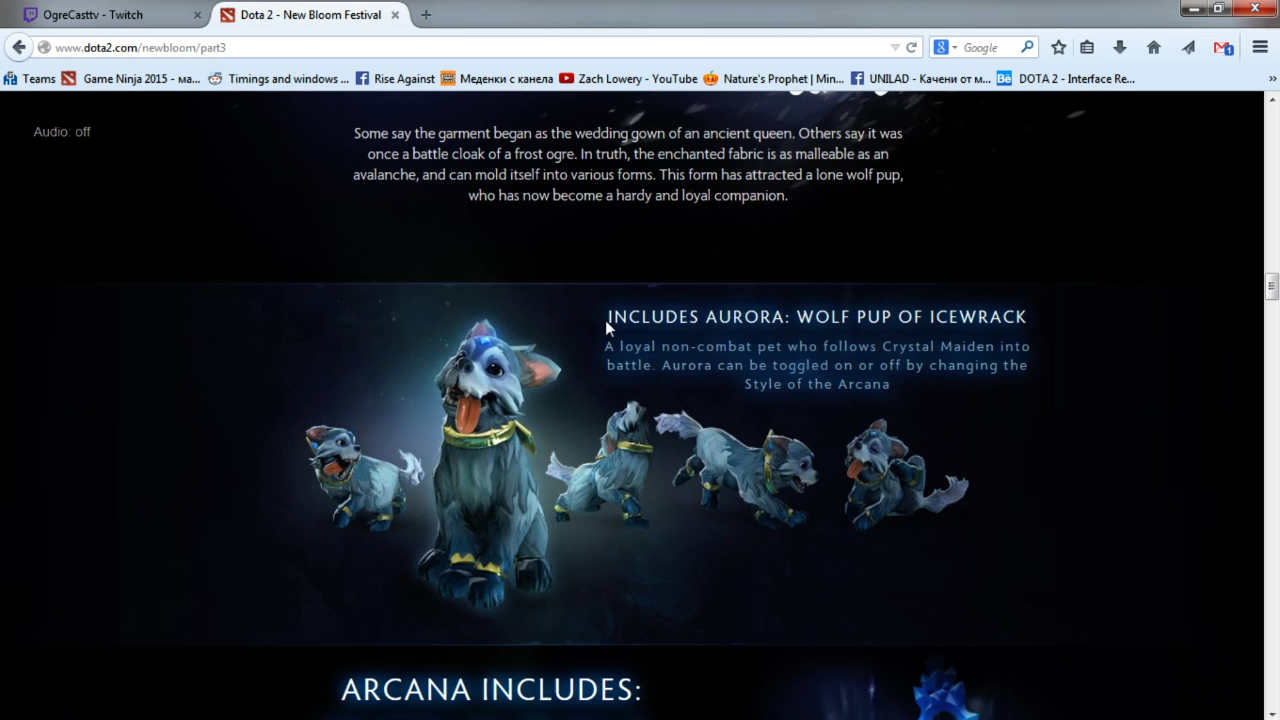 OgreCasttv - Twitch
Dota 2 - New Bloom Festival
www.dota2.com/newbloom/part3
Google
1
Teams
Game Ninja 2015 - ма...
Timings and windows ...
Rise Against
Меденки с канела
Zach Lowery - YouTube
Nature's Prophet | Min...
UNILAD - Качени от м...
Bē DOTA 2 - Interface Re...
Audio: off
Some say the garment began as the wedding gown of an ancient queen. Others say it was
once a battle cloak of a frost ogre. In truth, the enchanted fabric is as malleable as an
avalanche, and can mold itself into various forms. This form has attracted a lone wolf pup,
who has now become a hardy and loyal companion.
INCLUDES AURORA: WOLF PUP OF ICEWRACK
A loyal non-combat pet who follows Crystal Maiden into
battle. Aurora can be toggled on or off by changing the
Style of the Arcana
ARCANA INCLUDES: